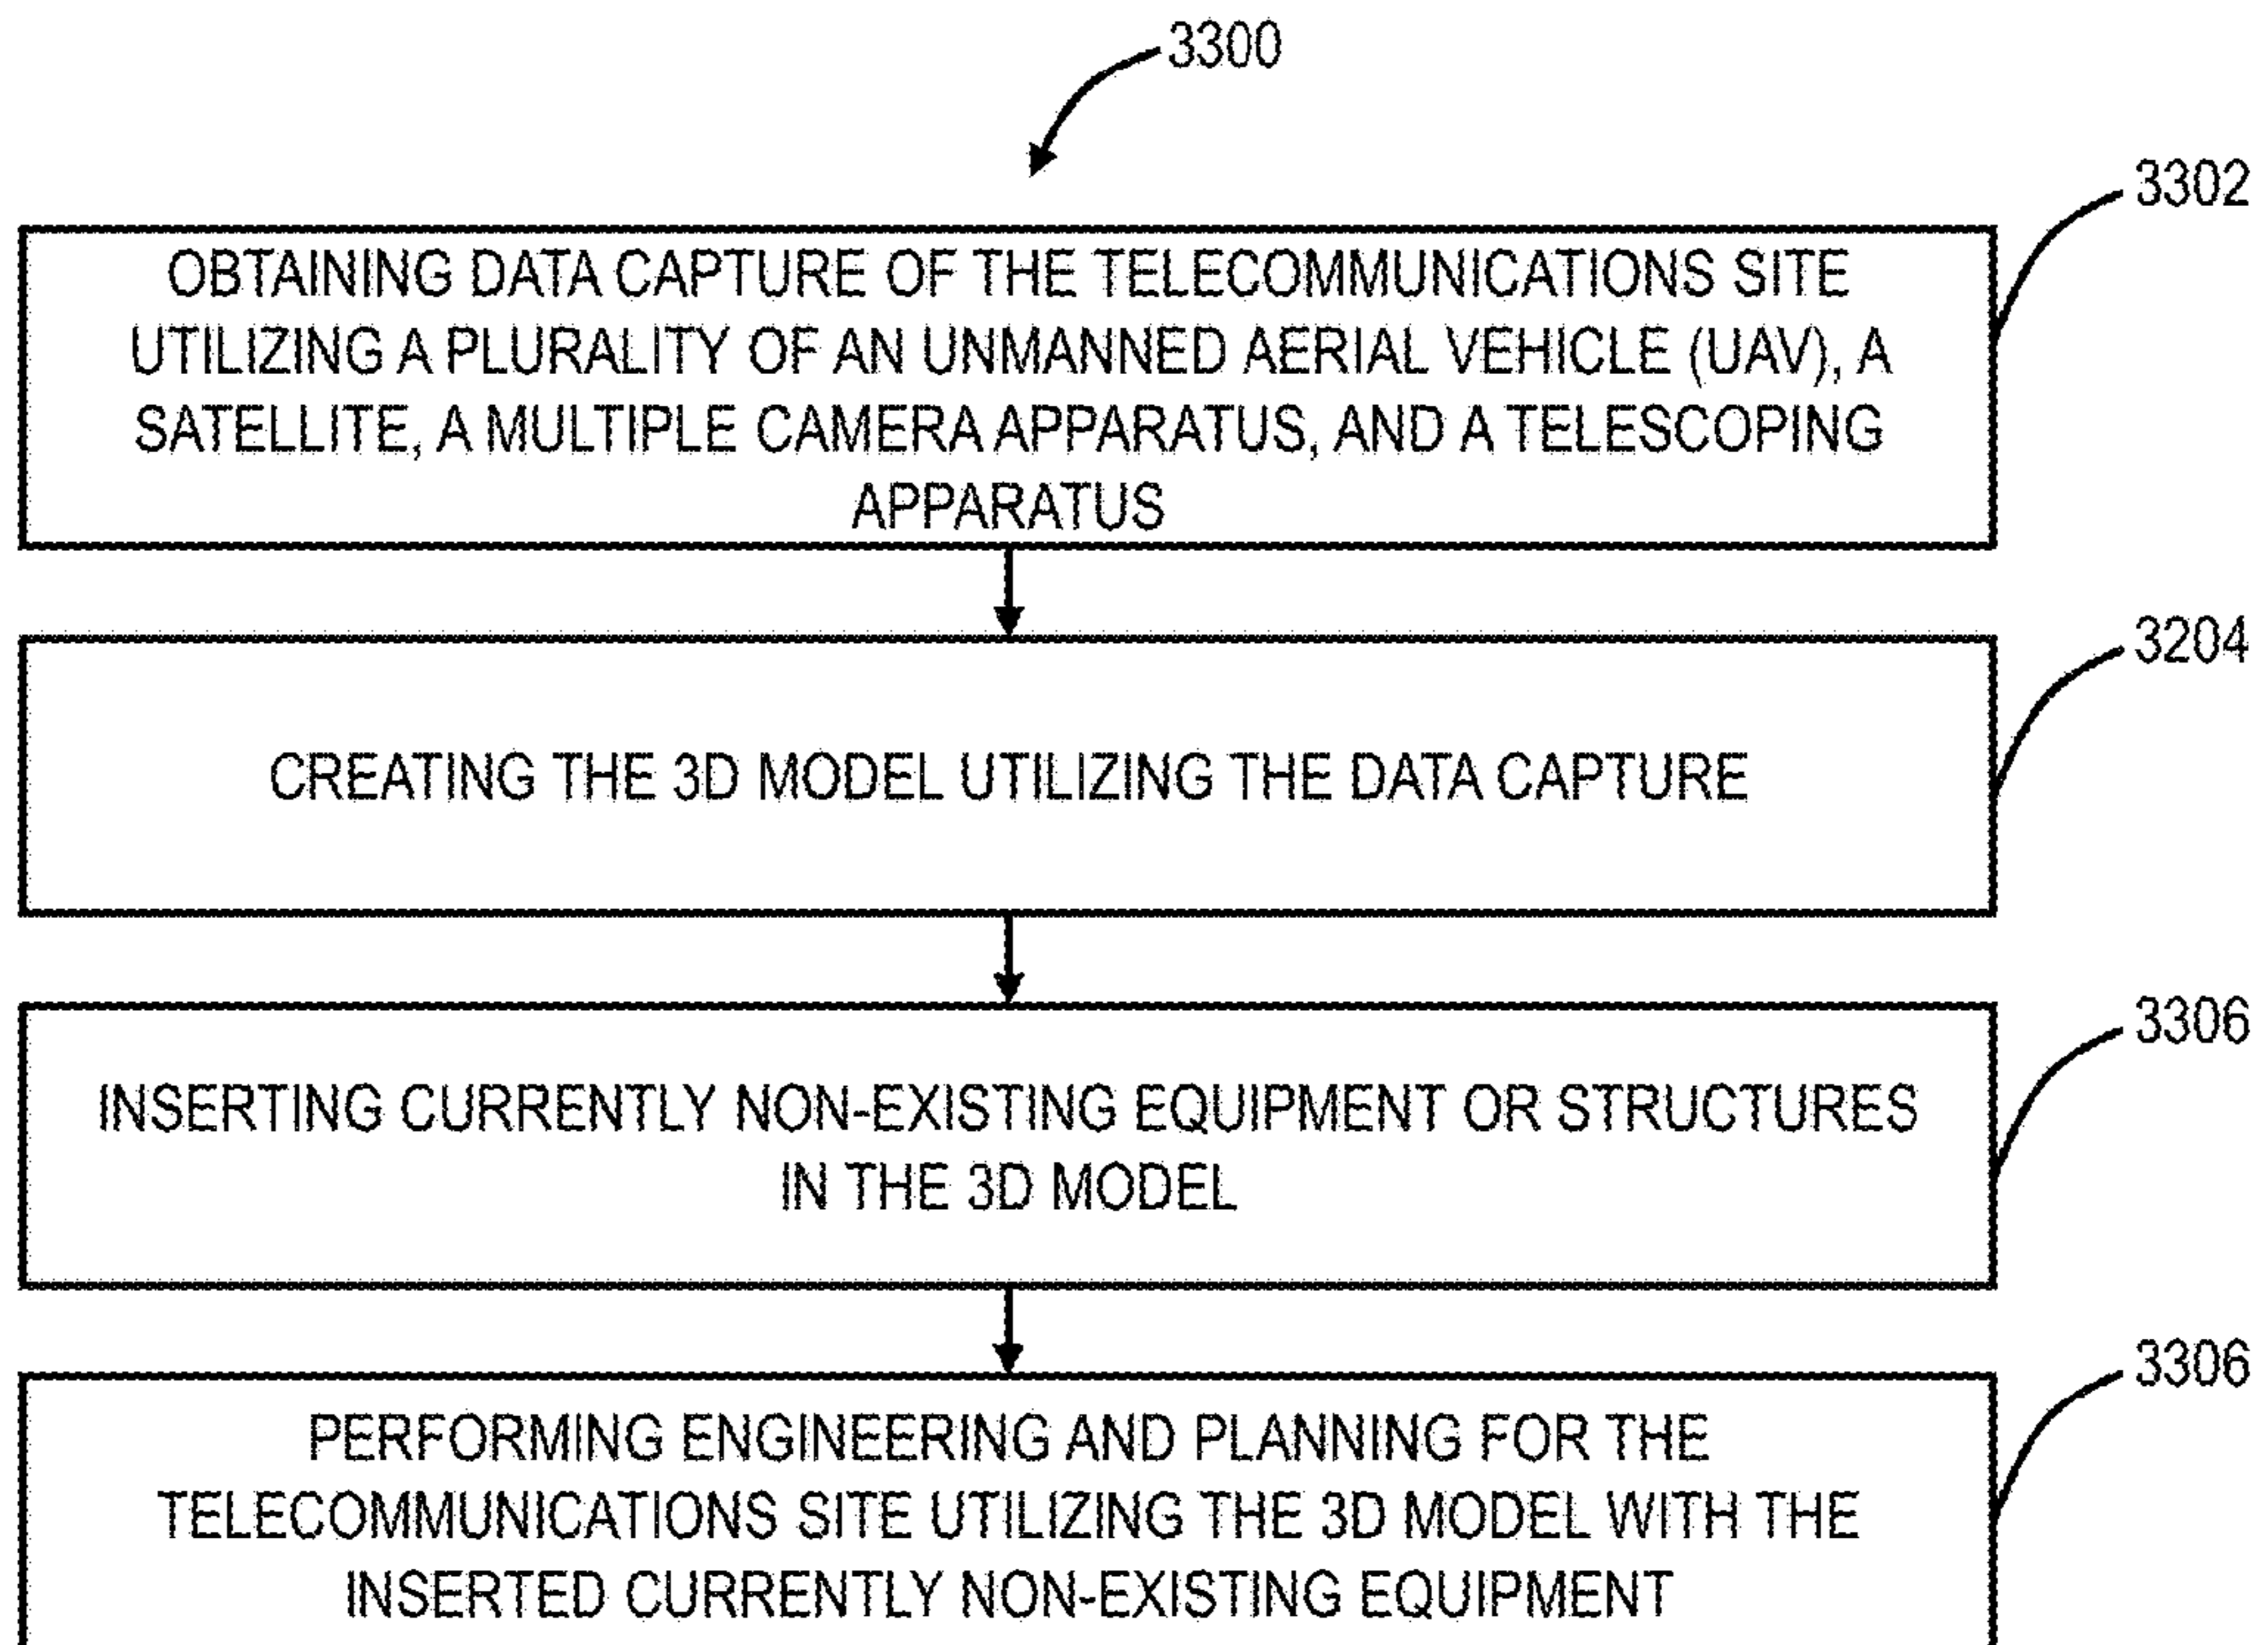 3300
3302
OBTAINING DATA CAPTURE OF THE TELECOMMUNICATIONS SITE
UTILIZING A PLURALITY OF AN UNMANNED AERIAL VEHICLE (UAV), A
SATELLITE, A MULTIPLE CAMERA APPARATUS, AND A TELESCOPING
APPARATUS
3204
CREATING THE 3D MODEL UTILIZING THE DATA CAPTURE
3306
INSERTING CURRENTLY NON-EXISTING EQUIPMENT OR STRUCTURES
IN THE 3D MODEL
3306
PERFORMING ENGINEERING AND PLANNING FOR THE
TELECOMMUNICATIONS SITE UTILIZING THE 3D MODEL WITH THE
INSERTED CURRENTLY NON-EXISTING EQUIPMENT